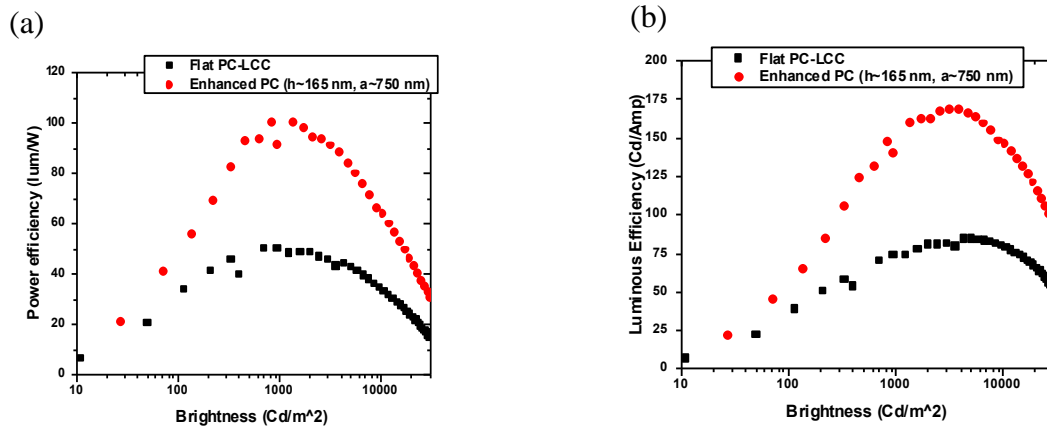 (a)
Flat PC-LCC
Enhanced PC (h~165 nm, a~750 nm)
120
100
80
60
40
20
0
Power efficiency (lum/W)
10
100
1000
10000
Brightness (Cd/m^2)
(b)
Flat PC-LCC
Enhanced PC (h~165 nm, a~750 nm)
200
175
150
125
100
75
50
25
0
Luminous Efficiency (Cd/Amp)
10
100
1000
10000
Brightness (Cd/m^2)